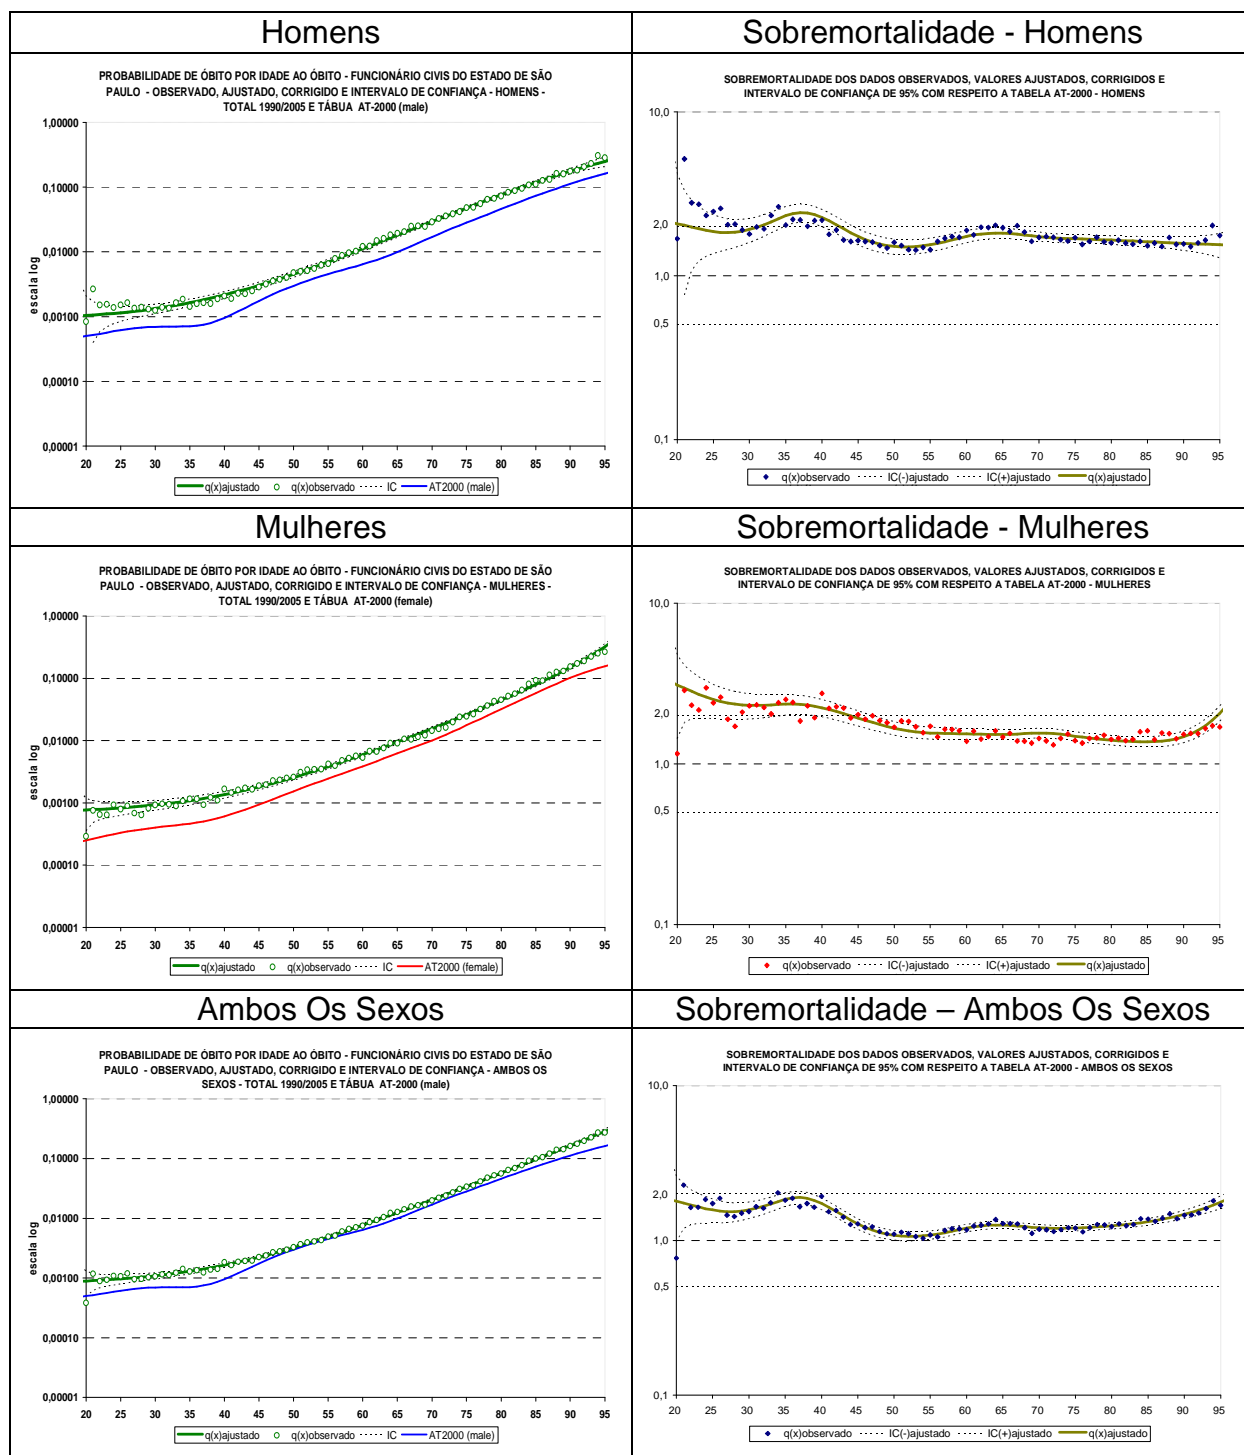 Homens
Sobremortalidade - Homens
PROBABILIDADE DE ÓBITO POR IDADE AO ÓBITO - FUNCIONÁRIO CIVIS DO ESTADO DE SÃO
PAULO - OBSERVADO, AJUSTADO, CORRIGIDO E INTERVALO DE CONFIANÇA - HOMENS -
TOTAL 1990/2005 E TÁBUA AT-2000 (male)
1,00000
0,10000
0,01000
0,00100
0,00010
0,00001
escala log
20 25 30 35 40 45 50 55 60 65 70 75 80 85 90 95
q(x)ajustado q(x)observado IC AT2000 (male)
SOBREMORTALIDADE DOS DADOS OBSERVADOS, VALORES AJUSTADOS, CORRIGIDOS E
INTERVALO DE CONFIANÇA DE 95% COM RESPEITO A TABELA AT-2000 - HOMENS
10,0
2,0
1,0
0,5
0,1
20 25 30 35 40 45 50 55 60 65 70 75 80 85 90 95
q(x)observado IC(-)ajustado IC(+)ajustado q(x)ajustado
Mulheres
Sobremortalidade - Mulheres
PROBABILIDADE DE ÓBITO POR IDADE AO ÓBITO - FUNCIONÁRIO CIVIS DO ESTADO DE SÃO
PAULO - OBSERVADO, AJUSTADO, CORRIGIDO E INTERVALO DE CONFIANÇA - MULHERES -
TOTAL 1990/2005 E TÁBUA AT-2000 (female)
1,00000
0,10000
0,01000
0,00100
0,00010
0,00001
escala log
20 25 30 35 40 45 50 55 60 65 70 75 80 85 90 95
q(x)ajustado q(x)observado IC AT2000 (female)
SOBREMORTALIDADE DOS DADOS OBSERVADOS, VALORES AJUSTADOS, CORRIGIDOS E
INTERVALO DE CONFIANÇA DE 95% COM RESPEITO A TABELA AT-2000 - MULHERES
10,0
2,0
1,0
0,5
0,1
20 25 30 35 40 45 50 55 60 65 70 75 80 85 90 95
q(x)observado IC(-)ajustado IC(+)ajustado q(x)ajustado
Ambos Os Sexos
Sobremortalidade – Ambos Os Sexos
PROBABILIDADE DE ÓBITO POR IDADE AO ÓBITO - FUNCIONÁRIO CIVIS DO ESTADO DE SÃO
PAULO - OBSERVADO, AJUSTADO, CORRIGIDO E INTERVALO DE CONFIANÇA - AMBOS OS
SEXOS - TOTAL 1990/2005 E TÁBUA AT-2000 (male)
1,00000
0,10000
0,01000
0,00100
0,00010
0,00001
escala log
20 25 30 35 40 45 50 55 60 65 70 75 80 85 90 95
q(x)ajustado q(x)observado IC AT2000 (male)
SOBREMORTALIDADE DOS DADOS OBSERVADOS, VALORES AJUSTADOS, CORRIGIDOS E
INTERVALO DE CONFIANÇA DE 95% COM RESPEITO A TABELA AT-2000 - AMBOS OS SEXOS
10,0
2,0
1,0
0,5
0,1
20 25 30 35 40 45 50 55 60 65 70 75 80 85 90 95
q(x)observado IC(-)ajustado IC(+)ajustado q(x)ajustado